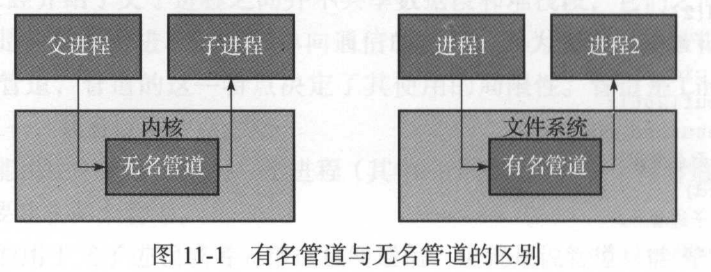 父进程
子进程
进程1
进程2
内核
文件系统
无名管道
有名管道
图 11-1 有名管道与无名管道的区别